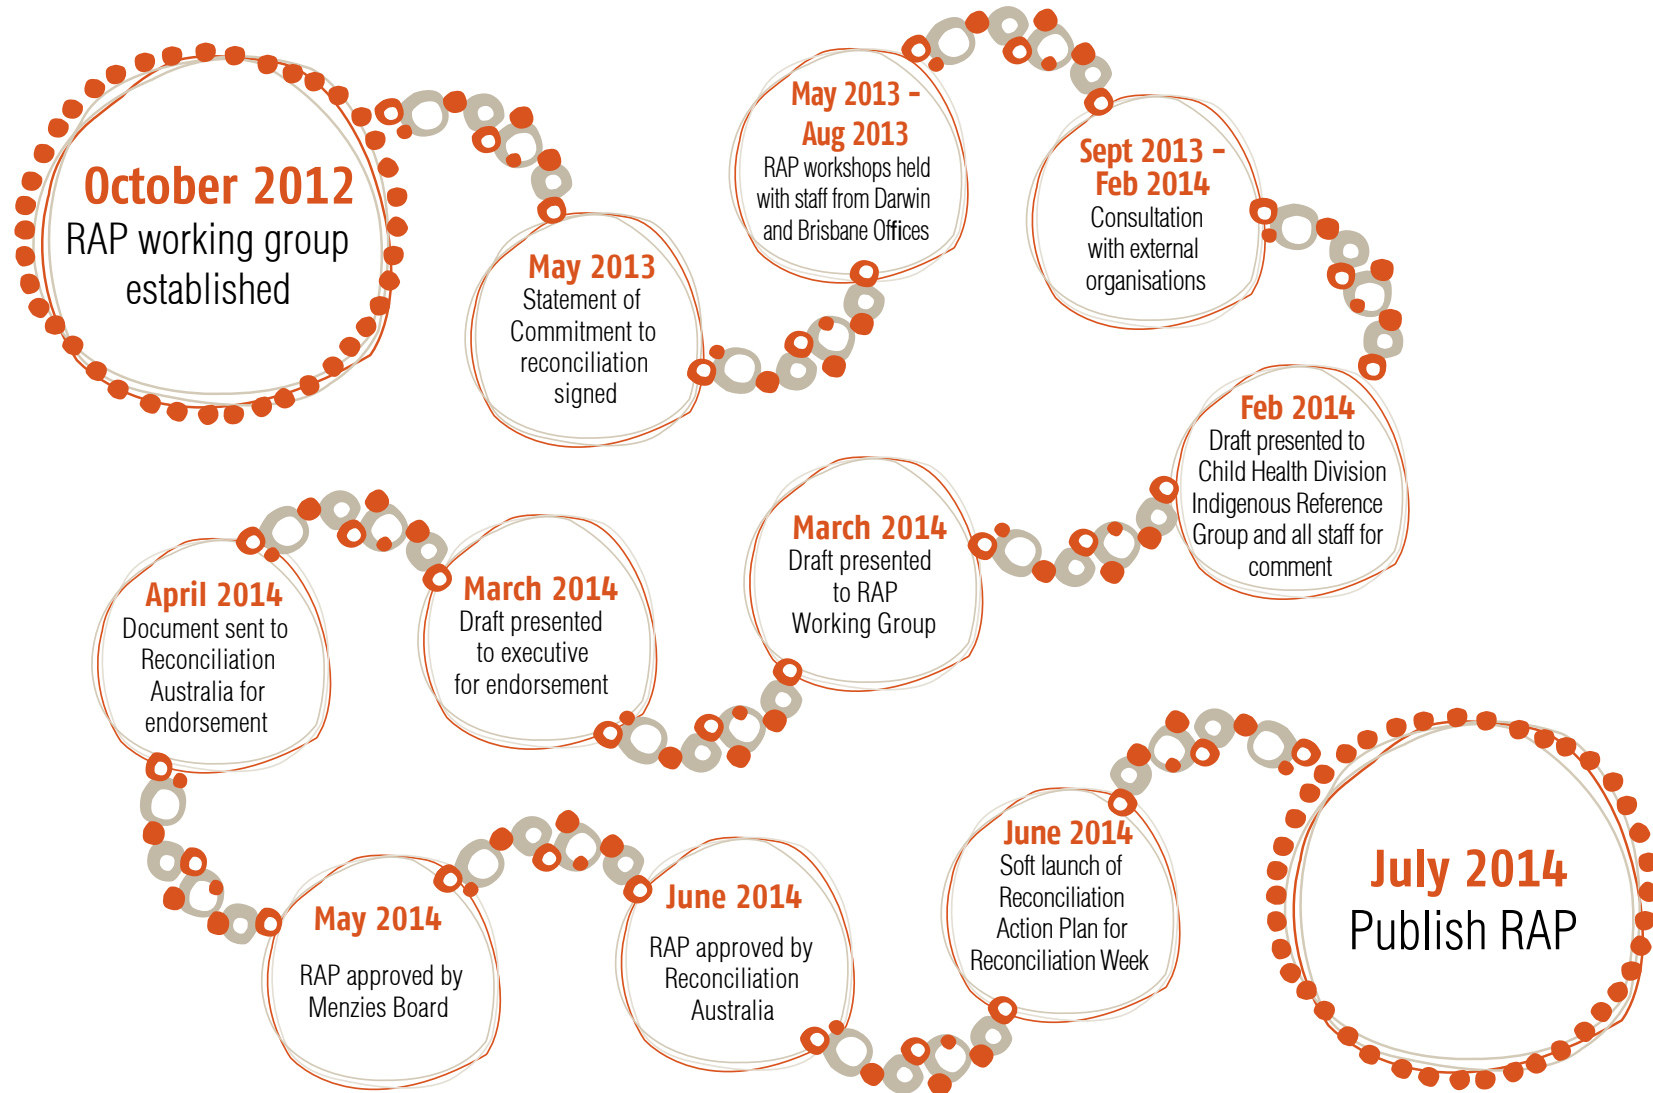 October 2012
RAP working group
established
May 2013
Statement of
Commitment to
reconciliation
signed
May 2013 –
Aug 2013
RAP workshops held
with staff from Darwin
and Brisbane Offices
Sept 2013 –
Feb 2014
Consultation
with external
organisations
Feb 2014
Draft presented to
Child Health Division
Indigenous Reference
Group and all staff for
comment
March 2014
Draft presented
to RAP
Working Group
March 2014
Draft presented
to executive
for endorsement
April 2014
Document sent to
Reconciliation
Australia for
endorsement
May 2014
RAP approved by
Menzies Board
June 2014
RAP approved by
Reconciliation
Australia
June 2014
Soft launch of
Reconciliation
Action Plan for
Reconciliation Week
July 2014
Publish RAP